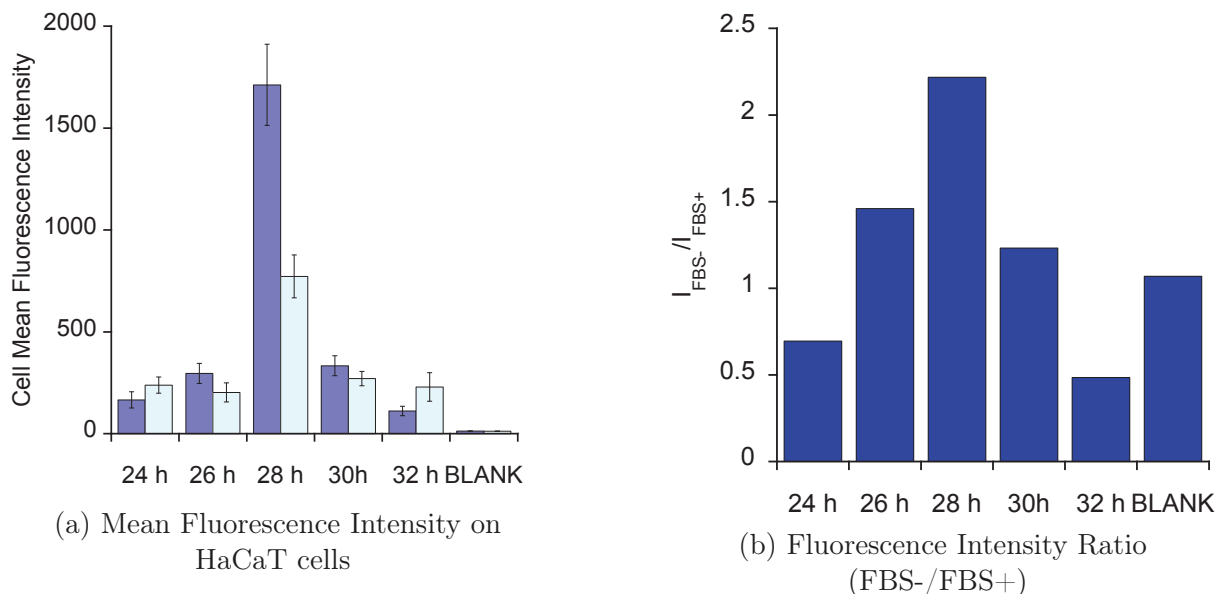 2000
1500
1000
500
0
Cell Mean Fluorescence Intensity
24 h 26 h 28 h 30h 32 h BLANK
(a) Mean Fluorescence Intensity on
HaCaT cells
2.5
2
1.5
1
0.5
0
I_FBS-/I_FBS+
24 h 26 h 28 h 30h 32 h BLANK
(b) Fluorescence Intensity Ratio
(FBS-/FBS+)